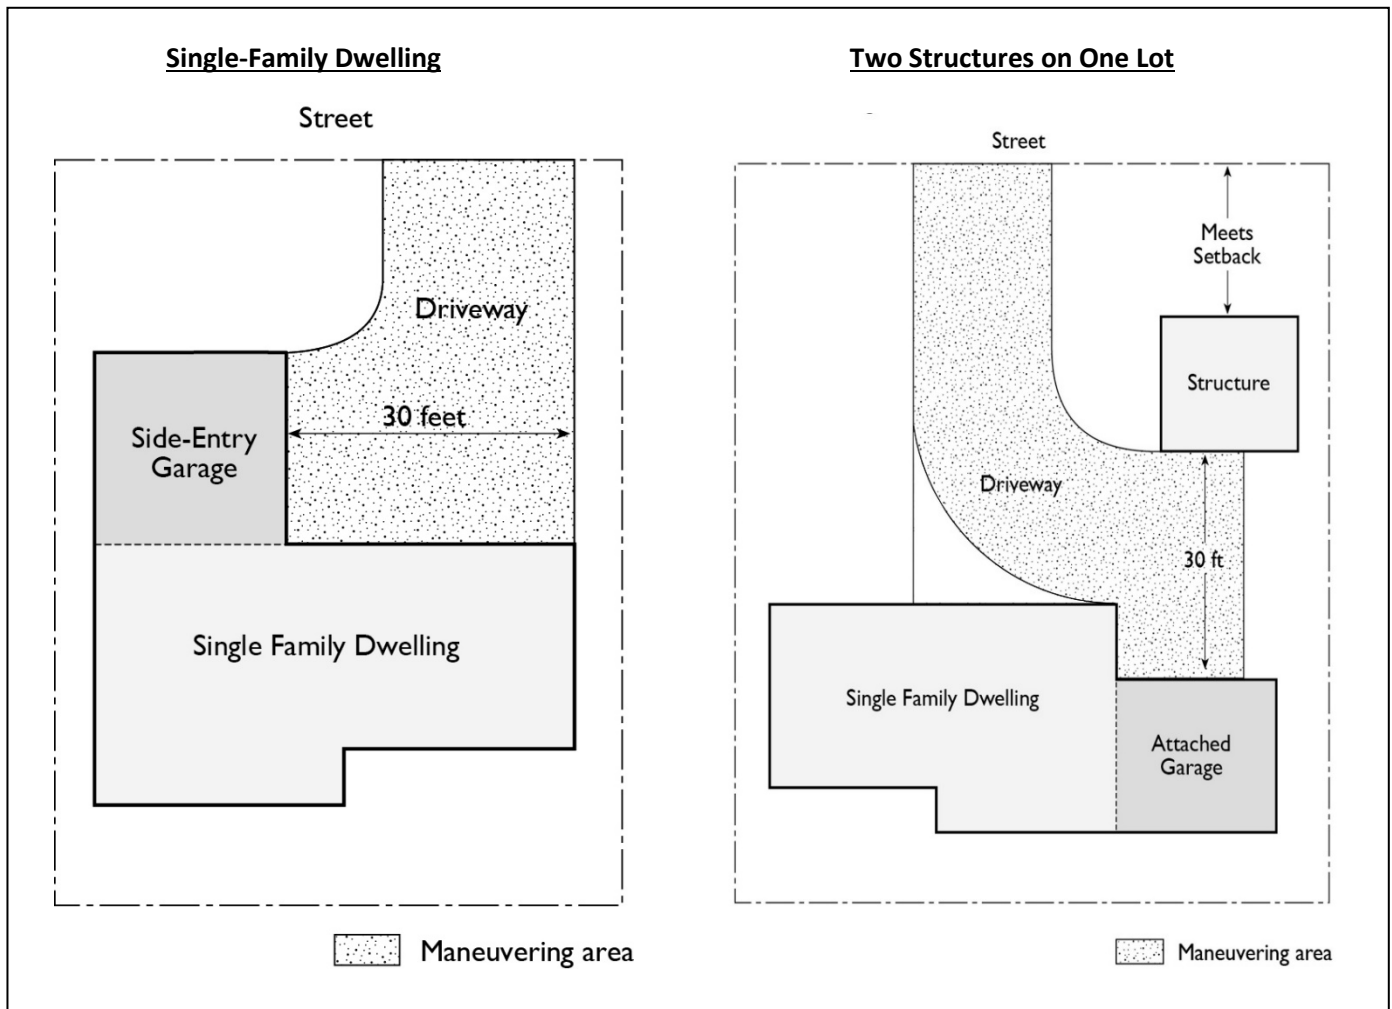 Single-Family Dwelling
Street
Driveway
30 feet
Side-Entry
Garage
Single Family Dwelling
Maneuvering area
Two Structures on One Lot
Street
Meets
Setback
Structure
Driveway
30 ft
Single Family Dwelling
Attached
Garage
Maneuvering area